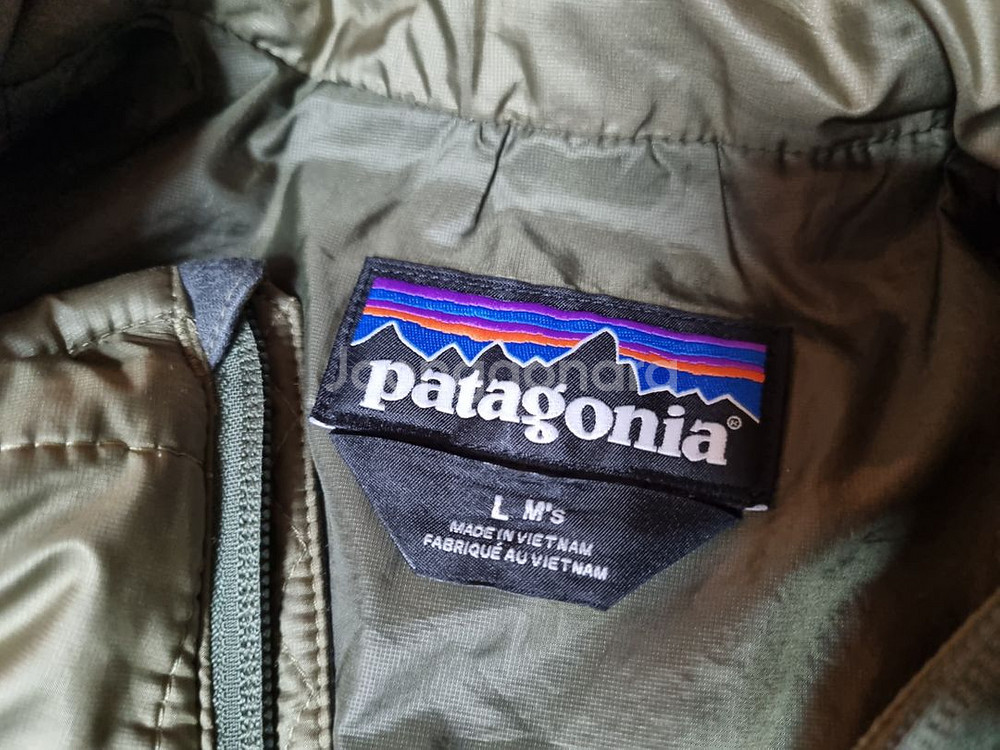 patagonia®
L M's
MADE IN VIETNAM
FABRIQUÉ AU VIETNAM